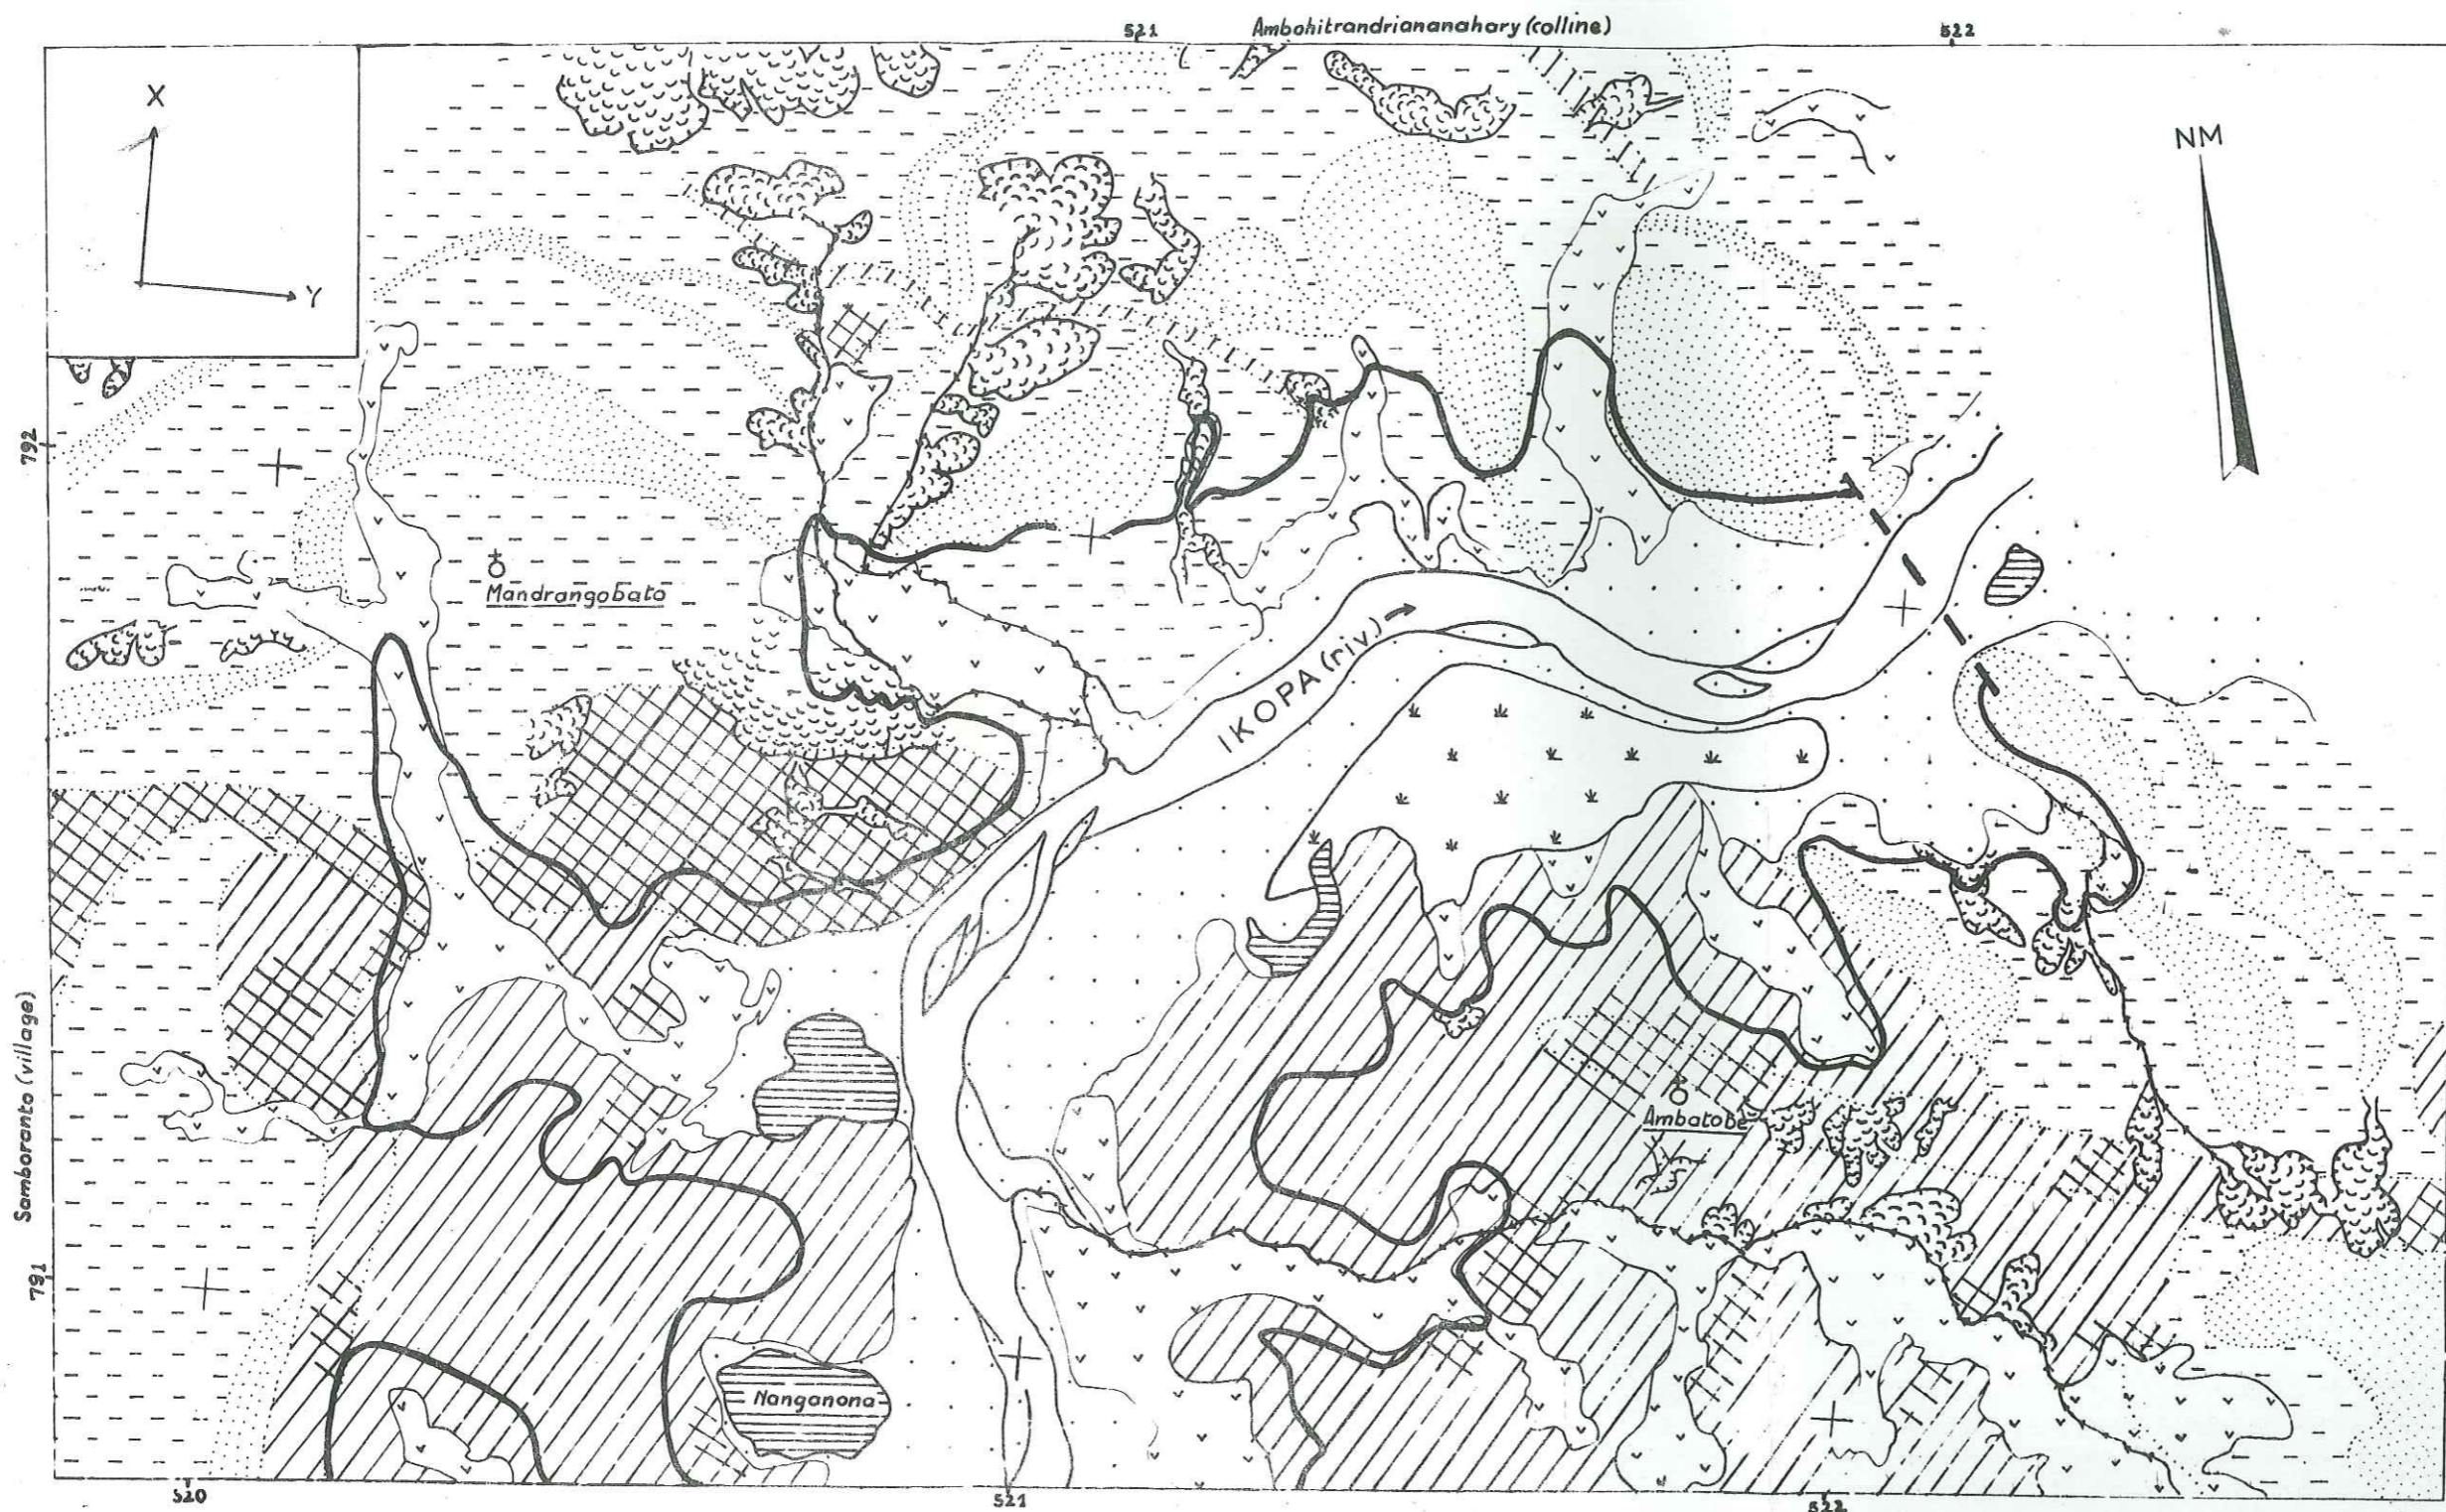 521
Ambohitrandriananahary (colline)
522
X
Y
NM
792
Mandrangobato
IKOPA (riv.)
Samboranto (village)
Ambatobe
791
Nanganona
520
521
522